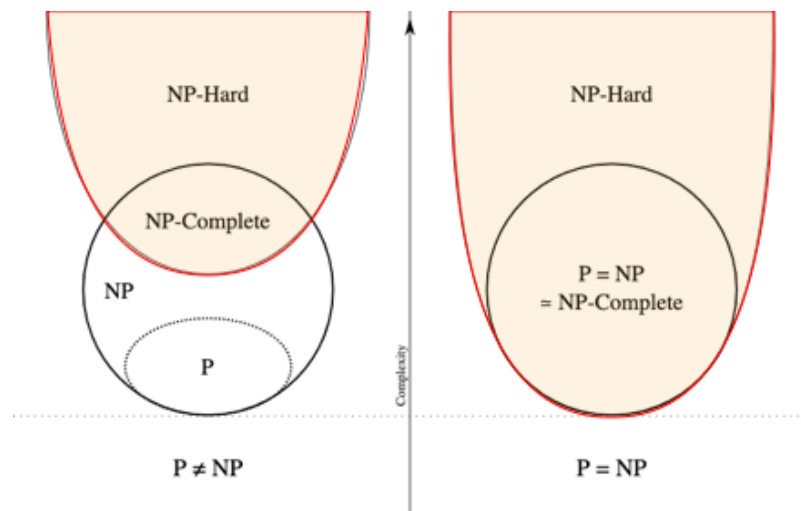 NP-Hard
NP-Complete
NP
P
P ≠ NP
Complexity
NP-Hard
P = NP
≃ NP-Complete
P = NP